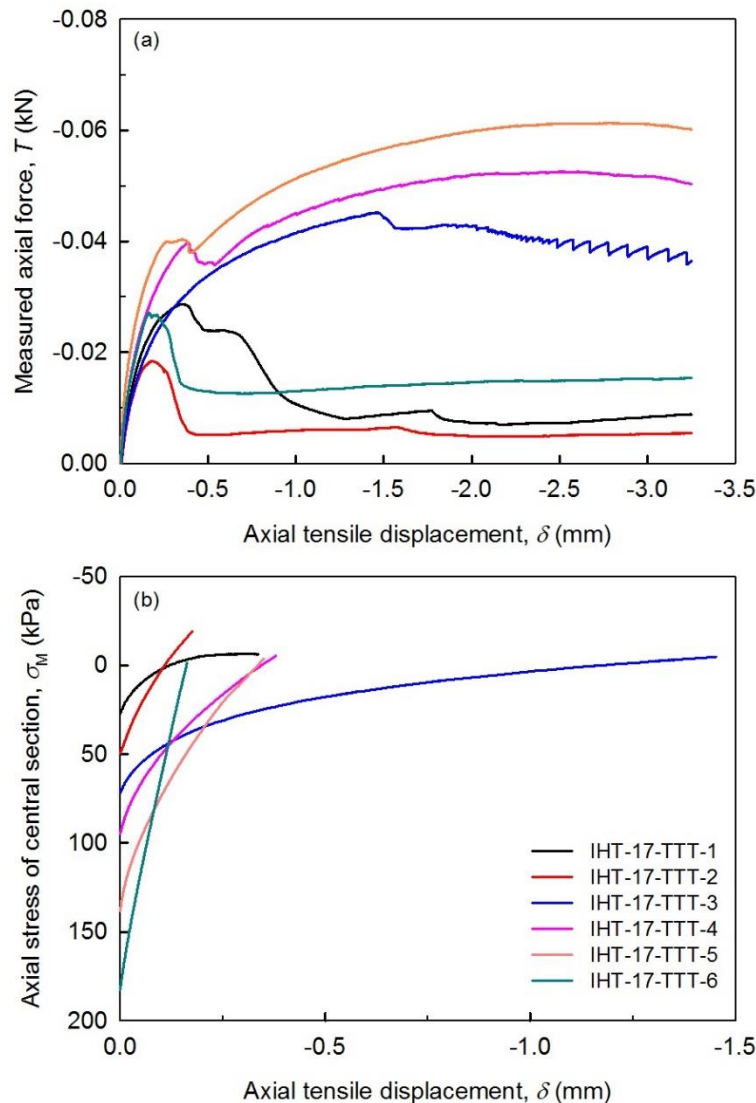 -0.08
(a)
-0.06
-0.04
-0.02
0.00
Measured axial force, T (kN)
0.0 -0.5 -1.0 -1.5 -2.0 -2.5 -3.0 -3.5
Axial tensile displacement, δ (mm)
-50
(b)
0
50
100
150
200
Axial stress of central section, σM (kPa)
IHT-17-TTT-1
IHT-17-TTT-2
IHT-17-TTT-3
IHT-17-TTT-4
IHT-17-TTT-5
IHT-17-TTT-6
0.0 -0.5 -1.0 -1.5
Axial tensile displacement, δ (mm)